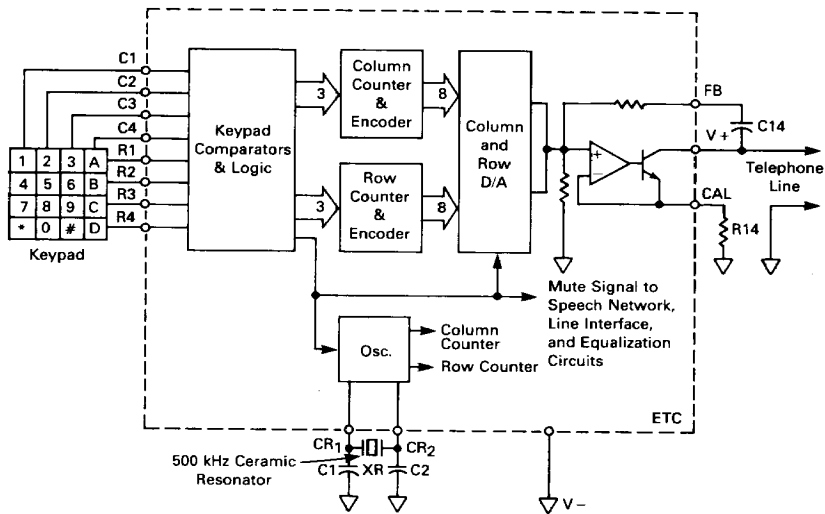 C1
C2
C3
C4
R1
R2
R3
R4
1 2 3 A
4 5 6 B
7 8 9 C
* 0 # D
Keypad
Keypad
Comparators
& Logic
3
Column
Counter
&
Encoder
8
3
Row
Counter
&
Encoder
8
Column
and
Row
D/A
+
−
FB
C14
V+
Telephone
Line
CAL
R14
Mute Signal to
Speech Network,
Line Interface,
and Equalization
Circuits
Osc.
Column
Counter
Row Counter
ETC
CR1
CR2
500 kHz Ceramic
Resonator
C1
XR
C2
V−